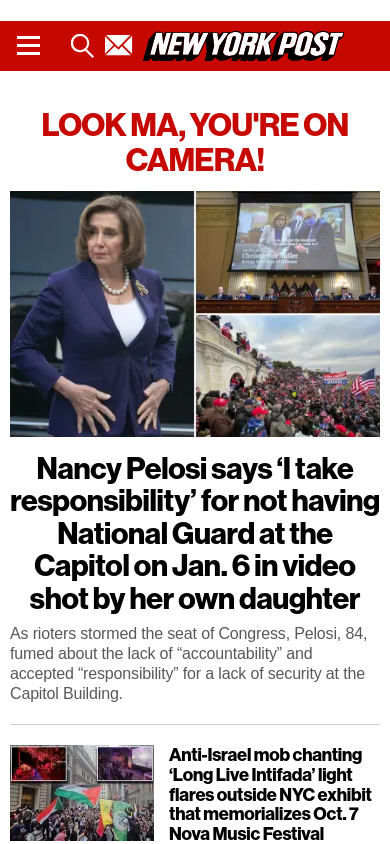 NEW YORK POST
LOOK MA, YOU'RE ON
CAMERA!
Christopher Miller
Nancy Pelosi says ‘I take
responsibility’ for not having
National Guard at the
Capitol on Jan. 6 in video
shot by her own daughter
As rioters stormed the seat of Congress, Pelosi, 84,
fumed about the lack of “accountability” and
accepted “responsibility” for a lack of security at the
Capitol Building.
Anti-Israel mob chanting
‘Long Live Intifada’ light
flares outside NYC exhibit
that memorializes Oct. 7
Nova Music Festival